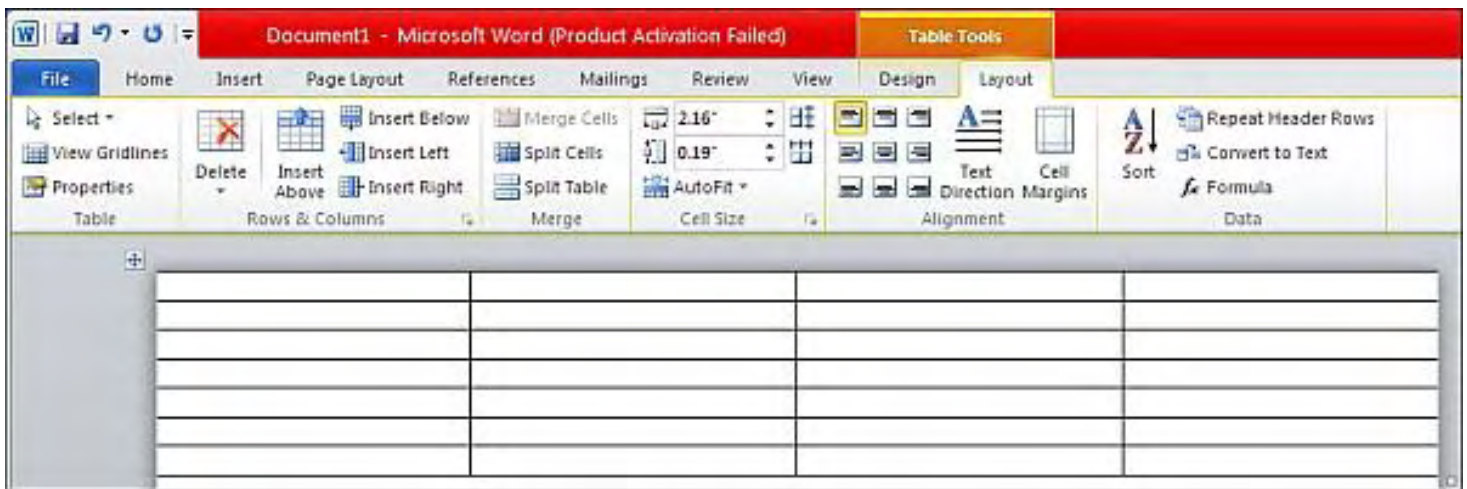 W Document1 - Microsoft Word (Product Activation Failed) Table Tools
File Home Insert Page Layout References Mailings Review View Design Layout
Select Insert Below Merge Cells 2.16" A Z Repeat Header Rows
View Gridlines Delete Insert Above Insert Left Split Cells 0.19" Text Direction Cell Margins Sort Convert to Text
Properties Insert Right Split Table AutoFit fx Formula
Table Rows & Columns Merge Cell Size Alignment Data